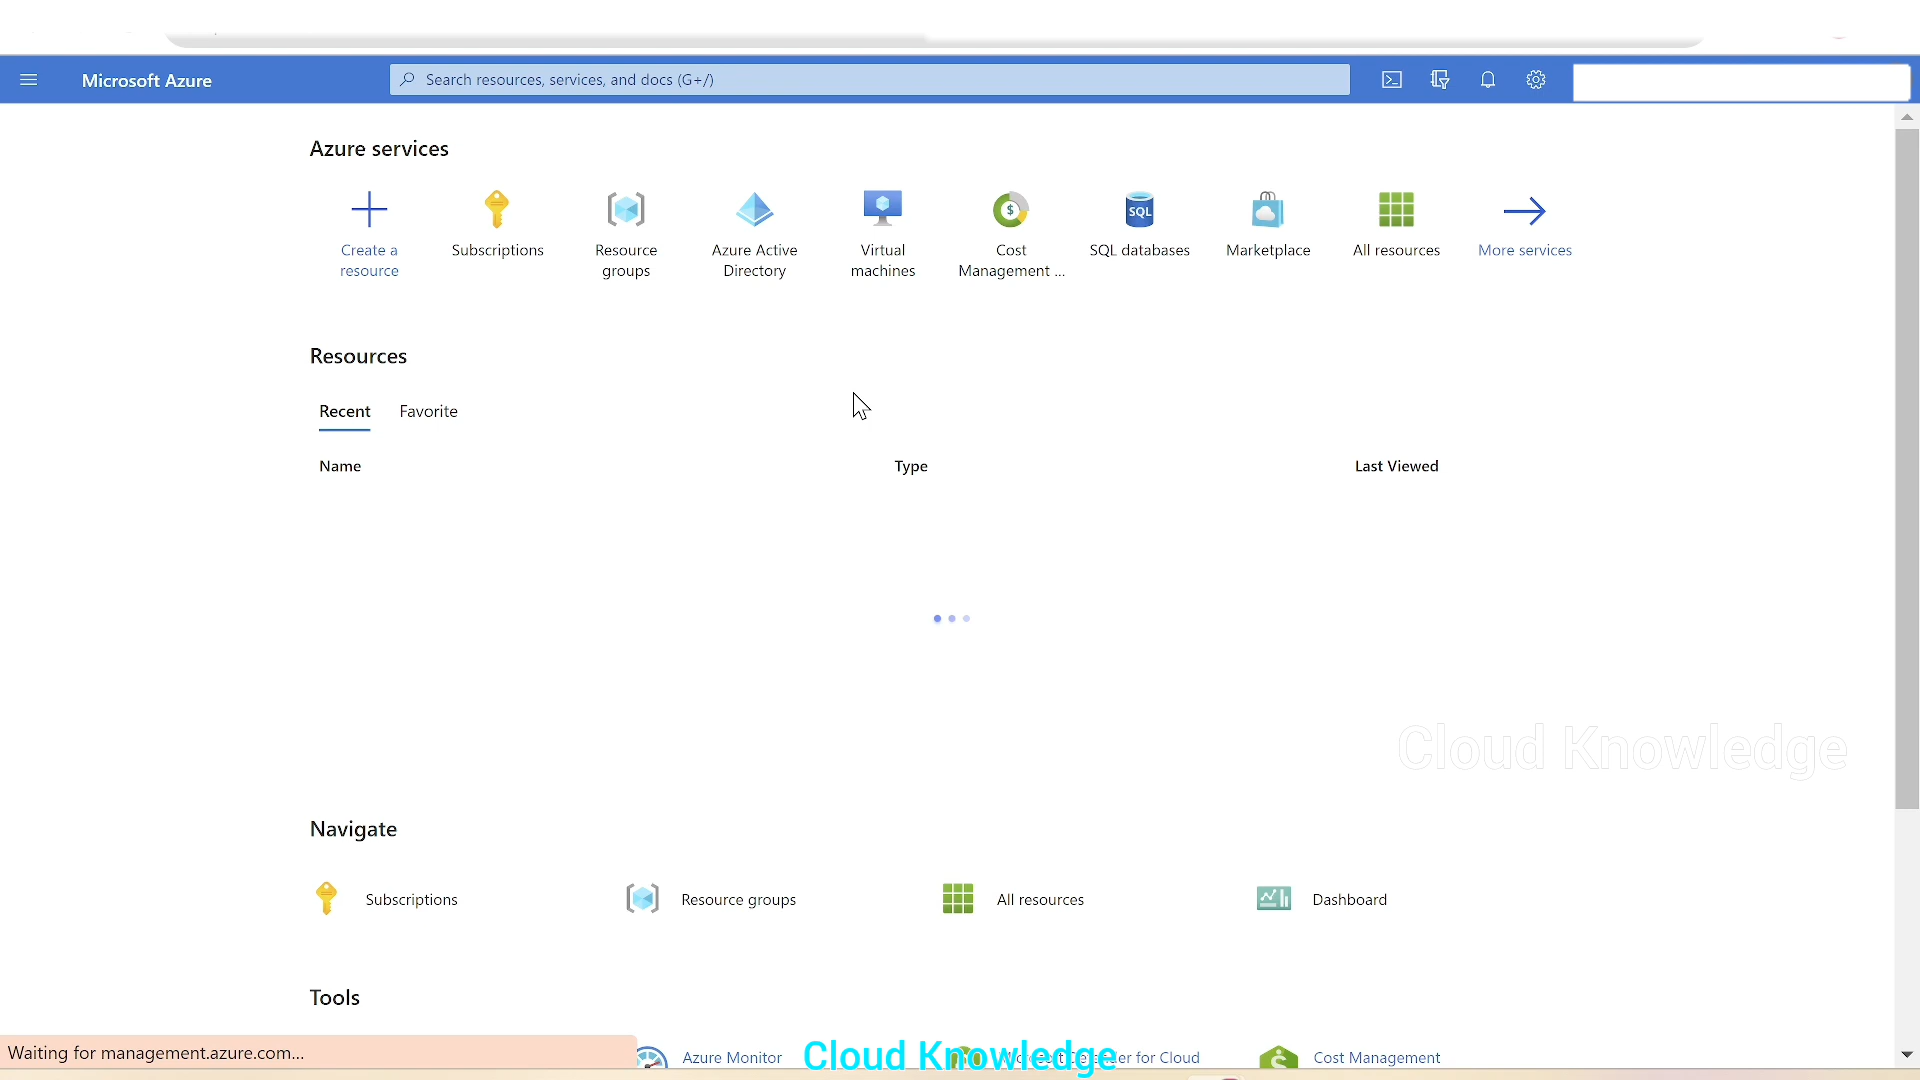 Microsoft Azure
Search resources, services, and docs (G+/)
Azure services
Create a
resource
Subscriptions
Resource
groups
Azure Active
Directory
Virtual
machines
Cost
Management ...
SQL
SQL databases
Marketplace
All resources
More services
Resources
Recent
Favorite
Name
Type
Last Viewed
Cloud Knowledge
Navigate
Subscriptions
Resource groups
All resources
Dashboard
Tools
Waiting for management.azure.com...
Azure Monitor
Cloud Knowledge
for Cloud
Cost Management